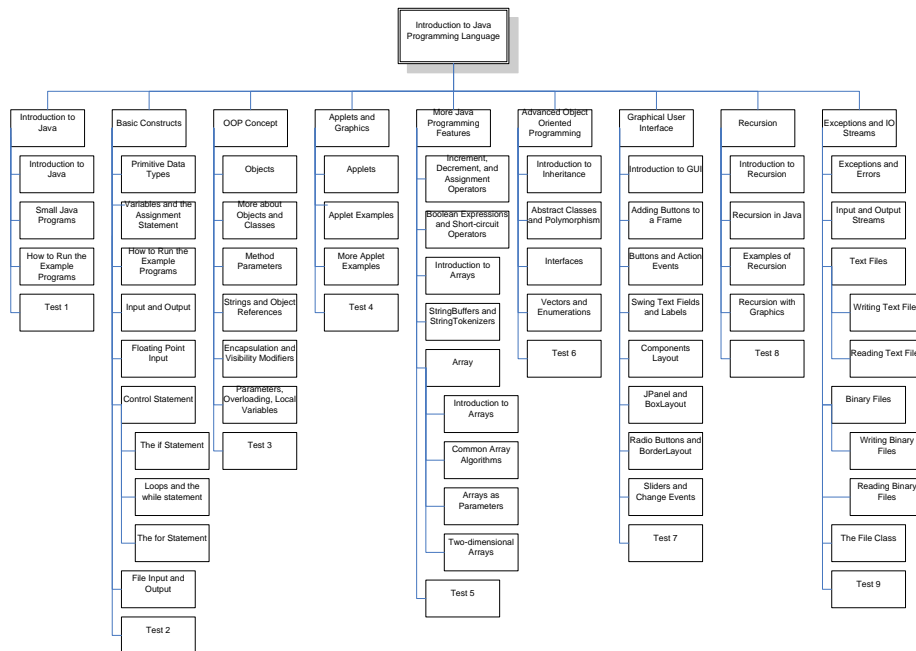 Introduction to Java
Programming Language
Introduction to
Java
Introduction to
Java
Small Java
Programs
How to Run the
Example Programs
Test 1
Basic Constructs
Primitive Data
Types
Variables and the
Assignment
Statement
How to Run the
Example
Programs
Input and Output
Floating Point
Input
Control Statement
The if Statement
Loops and the
while statement
The for Statement
File Input and
Output
Test 2
OOP Concept
Objects
More about
Objects and
Classes
Method
Parameters
Strings and Object
References
Encapsulation and
Visibility Modifiers
Parameters,
Overloading, Local
Variables
Test 3
Applets and
Graphics
Applets
Applet Examples
More Applet
Examples
Test 4
More Java
Programming
Features
Increment,
Decrement, and
Assignment
Operators
Boolean Expressions
and Short-circuit
Operators
Introduction to
Arrays
StringBuffers and
StringTokenizers
Array
Introduction to
Arrays
Common Array
Algorithms
Arrays as
Parameters
Two-dimensional
Arrays
Test 5
Advanced Object
Oriented
Programming
Introduction to
Inheritance
Abstract Classes
and Polymorphism
Interfaces
Vectors and
Enumerations
Test 6
Graphical User
Interface
Introduction to GUI
Adding Buttons to
a Frame
Buttons and Action
Events
Swing Text Fields
and Labels
Components
Layout
JPanel and
BoxLayout
Radio Buttons and
BorderLayout
Sliders and
Change Events
Test 7
Recursion
Introduction to
Recursion
Recursion in Java
Examples of
Recursion
Recursion with
Graphics
Test 8
Exceptions and IO
Streams
Exceptions and
Errors
Input and Output
Streams
Text Files
Writing Text File
Reading Text File
Binary Files
Writing Binary
Files
Reading Binary
Files
The File Class
Test 9